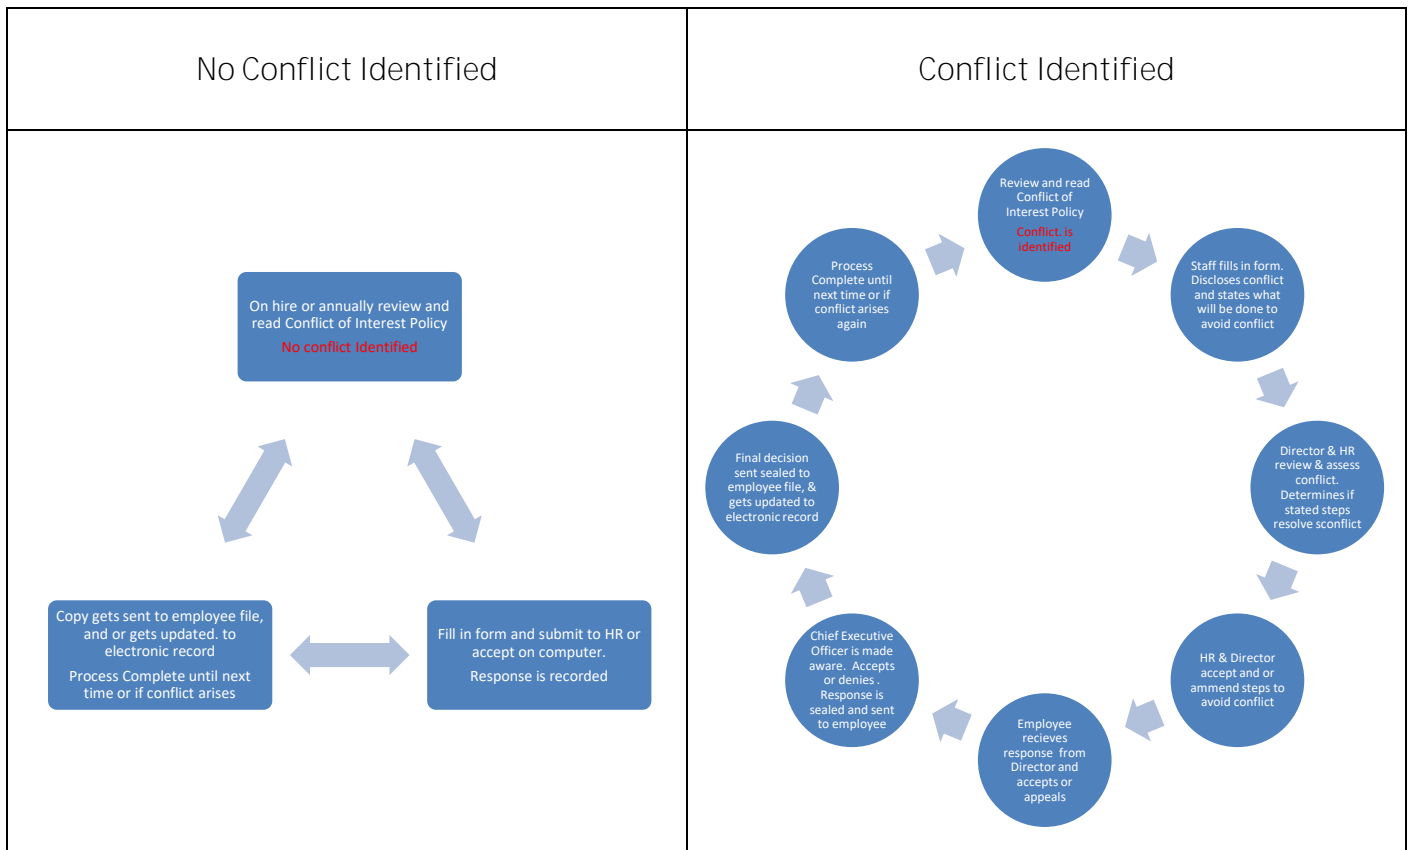 No Conflict Identified
Conflict Identified
On hire or annually review and
read Conflict of Interest Policy
No conflict Identified
Fill in form and submit to HR or
accept on computer.
Response is recorded
Copy gets sent to employee file,
and or gets updated. to
electronic record
Process Complete until next
time or if conflict arises
Review and read
Conflict of
Interest Policy
Conflict. is
identified
Staff fills in form.
Discloses conflict
and states what
will be done to
avoid conflict
Director & HR
review & assess
conflict.
Determines if
stated steps
resolve sconflict
HR & Director
accept and or
ammend steps to
avoid conflict
Employee
recieves
response from
Director and
accepts or
appeals
Chief Executive
Officer is made
aware. Accepts
or denies .
Response is
sealed and sent
to employee
Final decision
sent sealed to
employee file, &
gets updated to
electronic record
Process
Complete until
next time or if
conflict arises
again